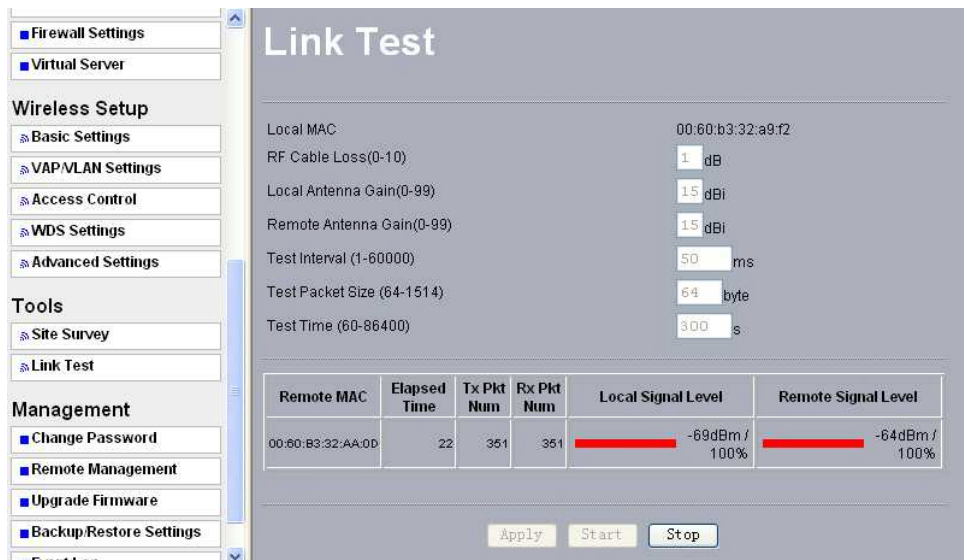 Firewall Settings
Virtual Server
Wireless Setup
Basic Settings
VAP/VLAN Settings
Access Control
WDS Settings
Advanced Settings
Tools
Site Survey
Link Test
Management
Change Password
Remote Management
Upgrade Firmware
Backup/Restore Settings
Link Test
Local MAC 00:60:b3:32:a9:f2
RF Cable Loss(0-10) 1 dB
Local Antenna Gain(0-99) 15 dBi
Remote Antenna Gain(0-99) 15 dBi
Test Interval (1-60000) 50 ms
Test Packet Size (64-1514) 64 byte
Test Time (60-86400) 300 s
Remote MAC Elapsed Time Tx Pkt Num Rx Pkt Num Local Signal Level Remote Signal Level
00:60:B3:32:AA:0D 22 351 351 -69dBm / 100% -64dBm / 100%
Apply Start Stop